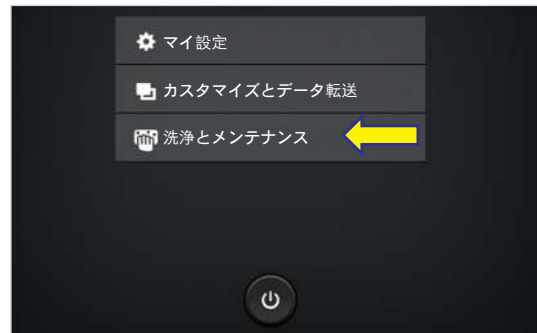 マイ設定
カスタマイズとデータ転送
洗浄とメンテナンス